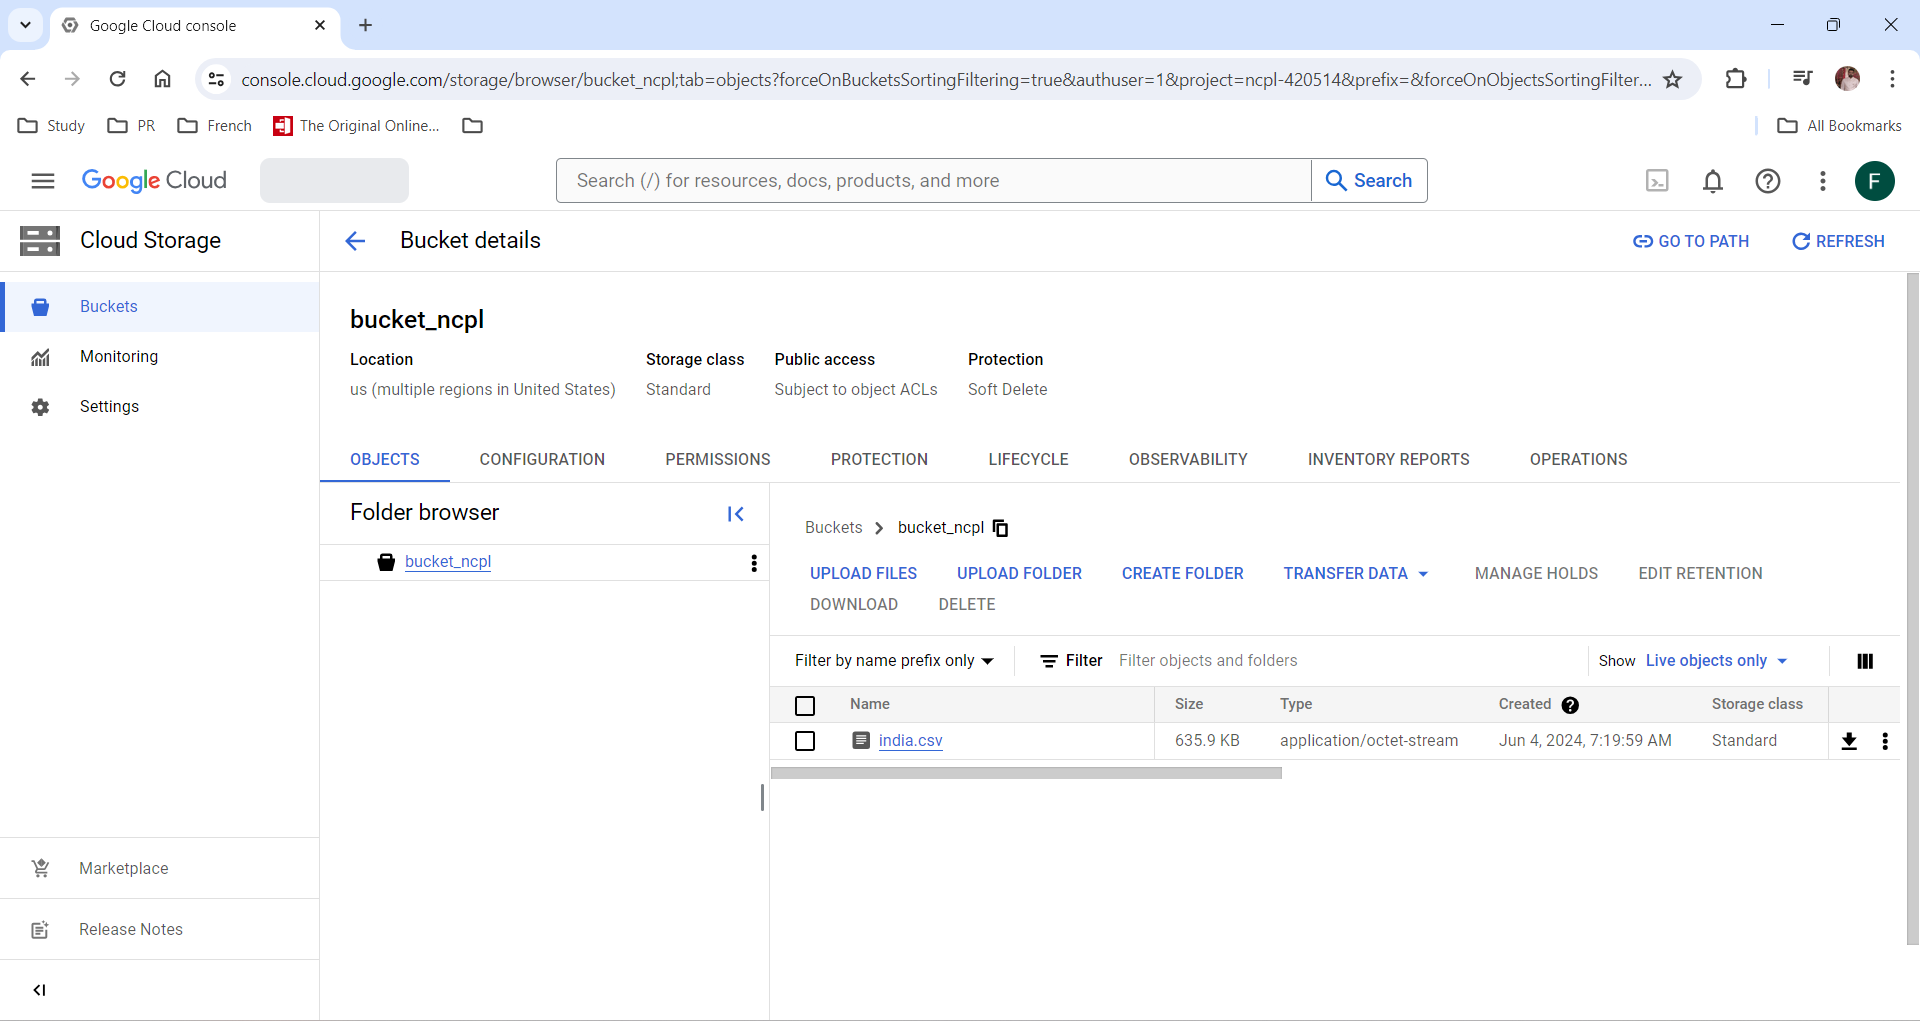 Google Cloud console
console.cloud.google.com/storage/browser/bucket_ncpl;tab=objects?forceOnBucketsSortingFiltering=true&authuser=1&project=ncpl-420514&prefix=&forceOnObjectsSortingFilter...
Study PR French The Original Online... All Bookmarks
Google Cloud Search (/) for resources, docs, products, and more Search F
Cloud Storage
Buckets
Monitoring
Settings
Marketplace
Release Notes
Bucket details GO TO PATH REFRESH
bucket_ncpl
Location Storage class Public access Protection
us (multiple regions in United States) Standard Subject to object ACLs Soft Delete
OBJECTS CONFIGURATION PERMISSIONS PROTECTION LIFECYCLE OBSERVABILITY INVENTORY REPORTS OPERATIONS
Folder browser
bucket_ncpl
Buckets > bucket_ncpl
UPLOAD FILES UPLOAD FOLDER CREATE FOLDER TRANSFER DATA MANAGE HOLDS EDIT RETENTION
DOWNLOAD DELETE
Filter by name prefix only Filter Filter objects and folders Show Live objects only
Name Size Type Created Storage class
india.csv 635.9 KB application/octet-stream Jun 4, 2024, 7:19:59 AM Standard